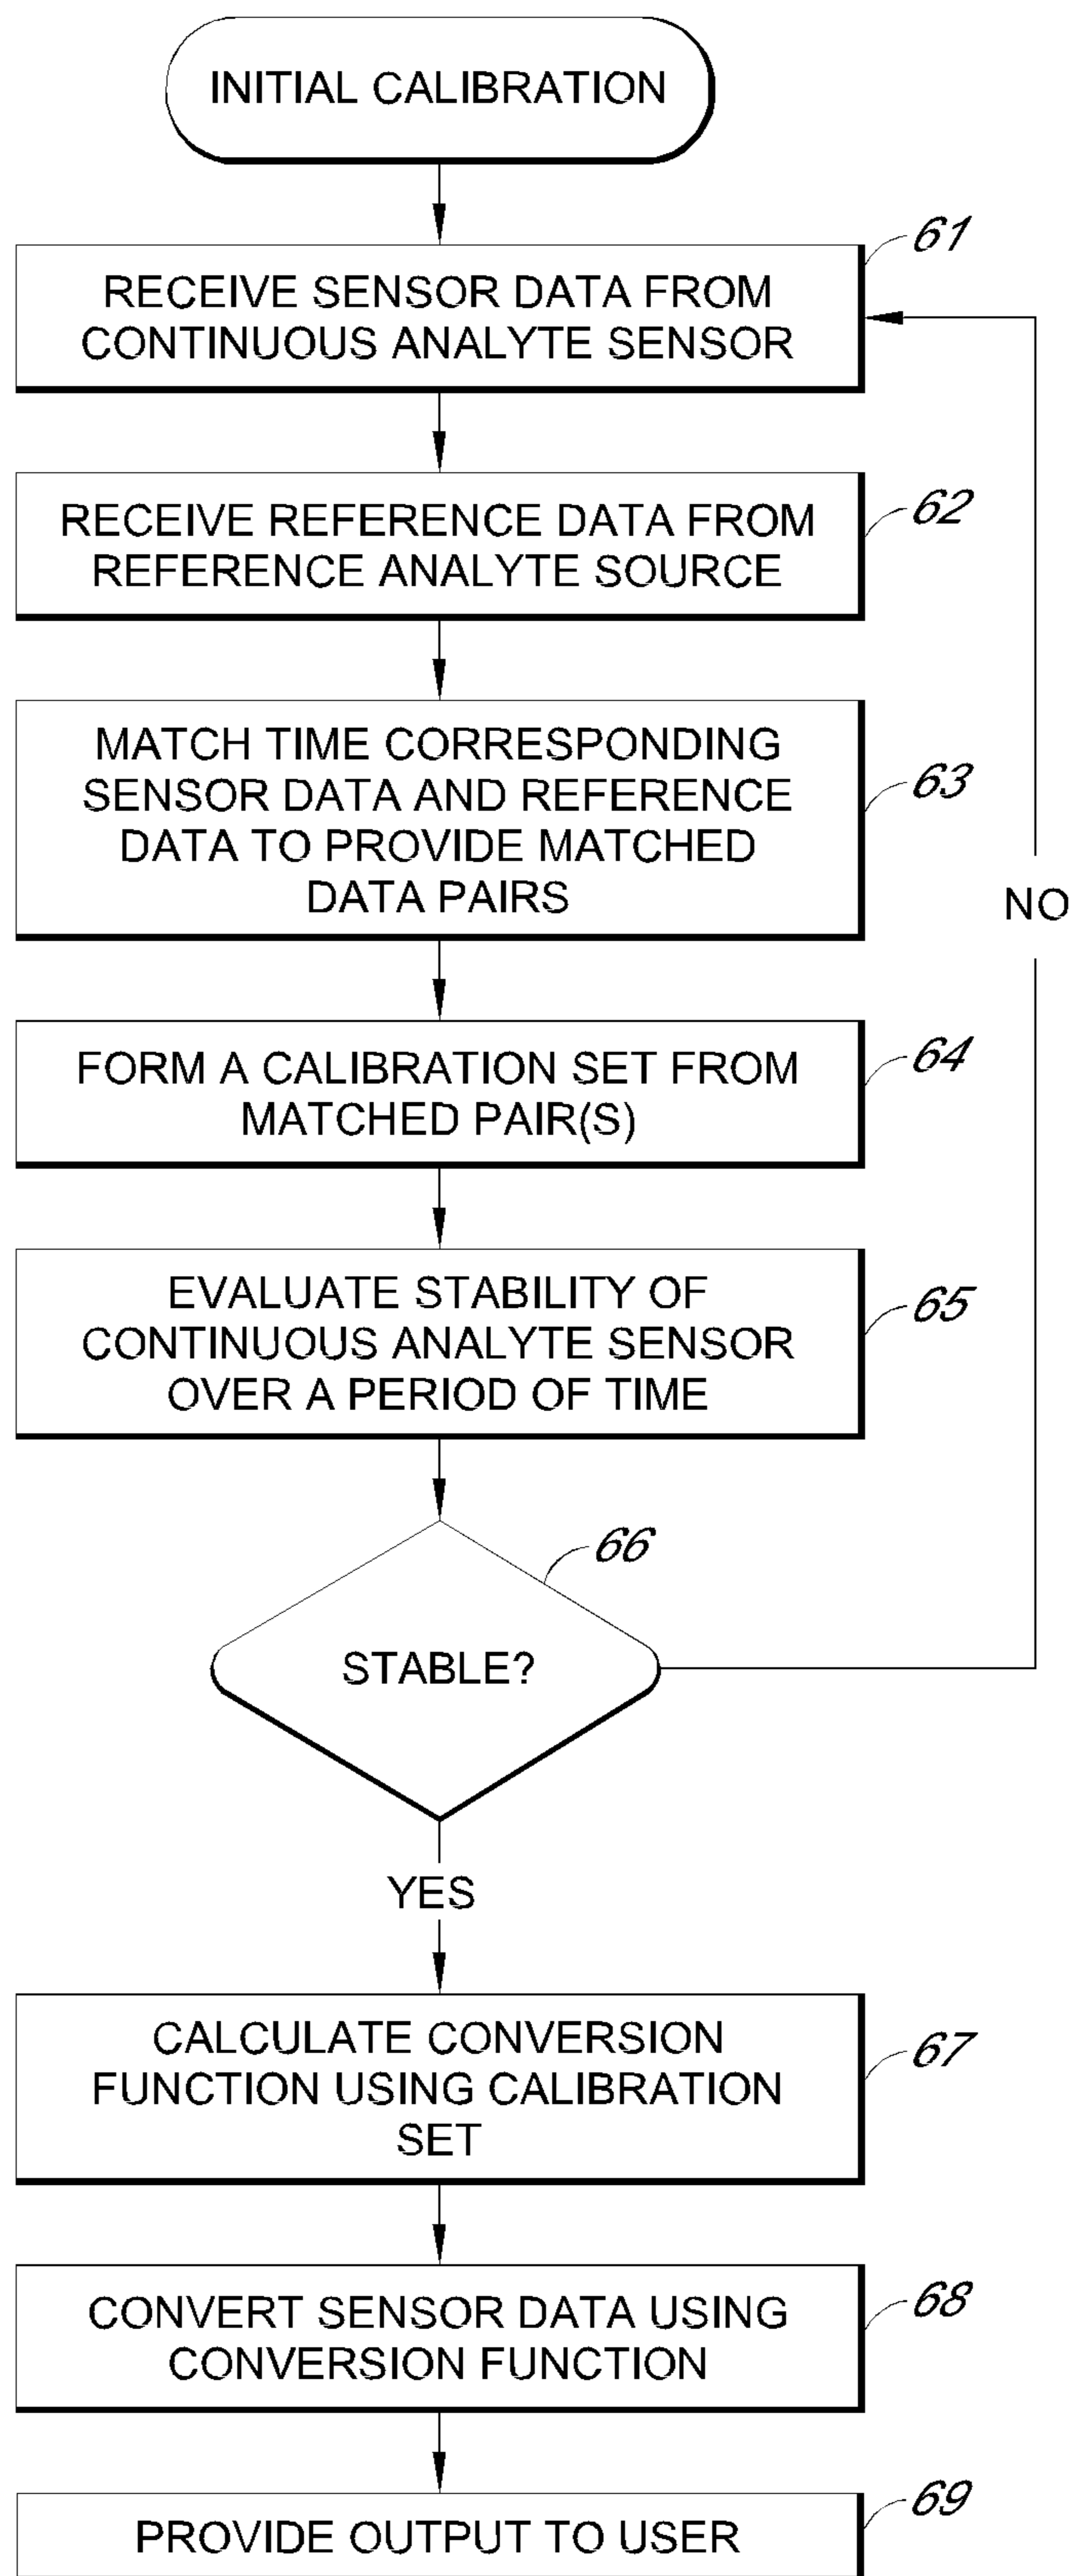 INITIAL CALIBRATION
61
RECEIVE SENSOR DATA FROM
CONTINUOUS ANALYTE SENSOR
62
RECEIVE REFERENCE DATA FROM
REFERENCE ANALYTE SOURCE
63
MATCH TIME CORRESPONDING
SENSOR DATA AND REFERENCE
DATA TO PROVIDE MATCHED
DATA PAIRS
NO
64
FORM A CALIBRATION SET FROM
MATCHED PAIR(S)
65
EVALUATE STABILITY OF
CONTINUOUS ANALYTE SENSOR
OVER A PERIOD OF TIME
66
STABLE?
YES
67
CALCULATE CONVERSION
FUNCTION USING CALIBRATION
SET
68
CONVERT SENSOR DATA USING
CONVERSION FUNCTION
69
PROVIDE OUTPUT TO USER